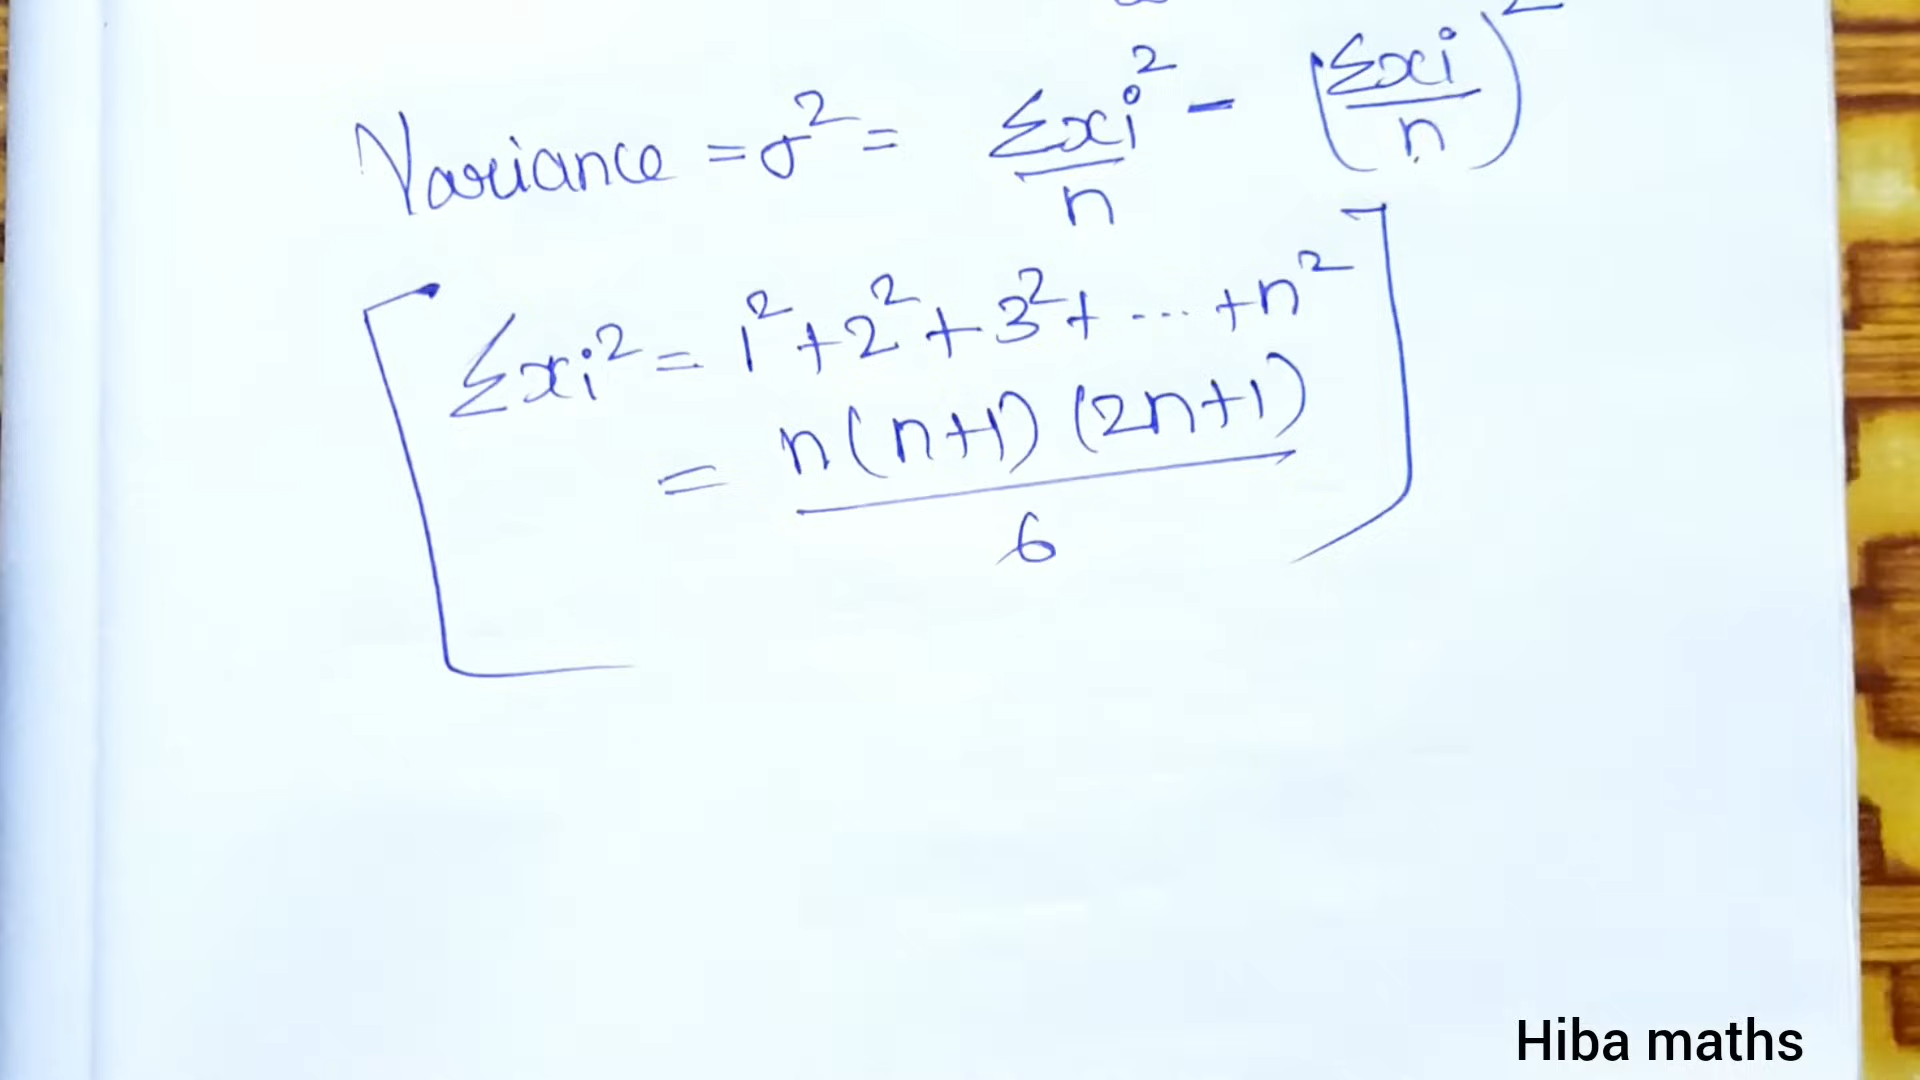 Variance = σ² = Σxi²/n - (Σxi/n)²
Σxi² = 1² + 2² + 3² + ... + n²
= n(n+1)(2n+1)/6
Hiba maths